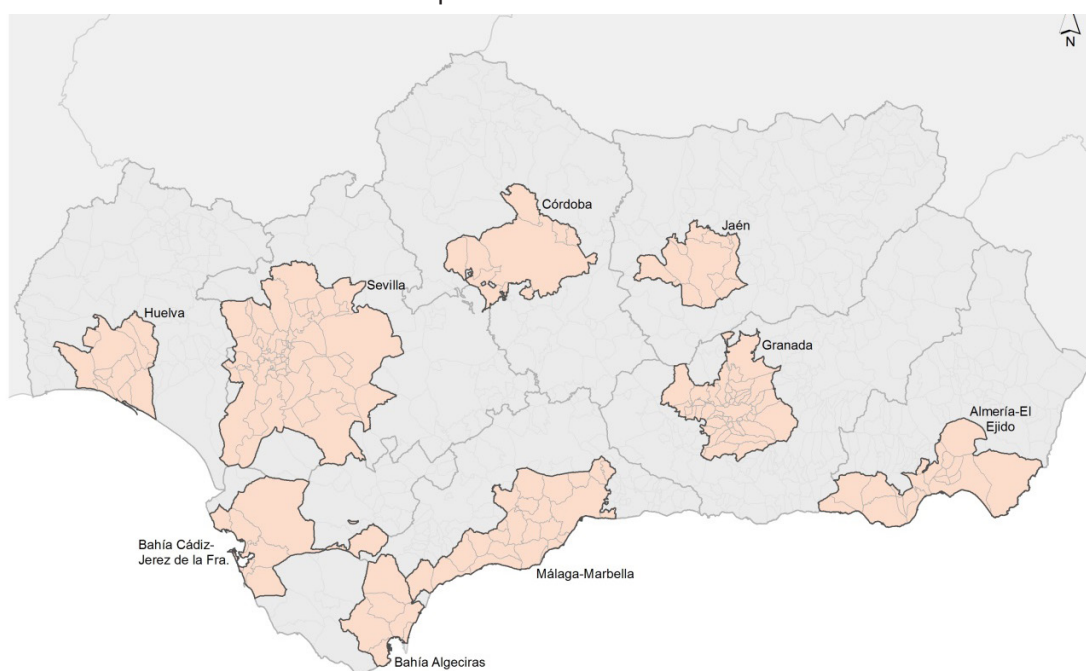 N
Córdoba
Jaén
Sevilla
Huelva
Granada
Almería-El
Ejido
Bahía Cádiz-
Jerez de la Fra.
Málaga-Marbella
Bahía Algeciras